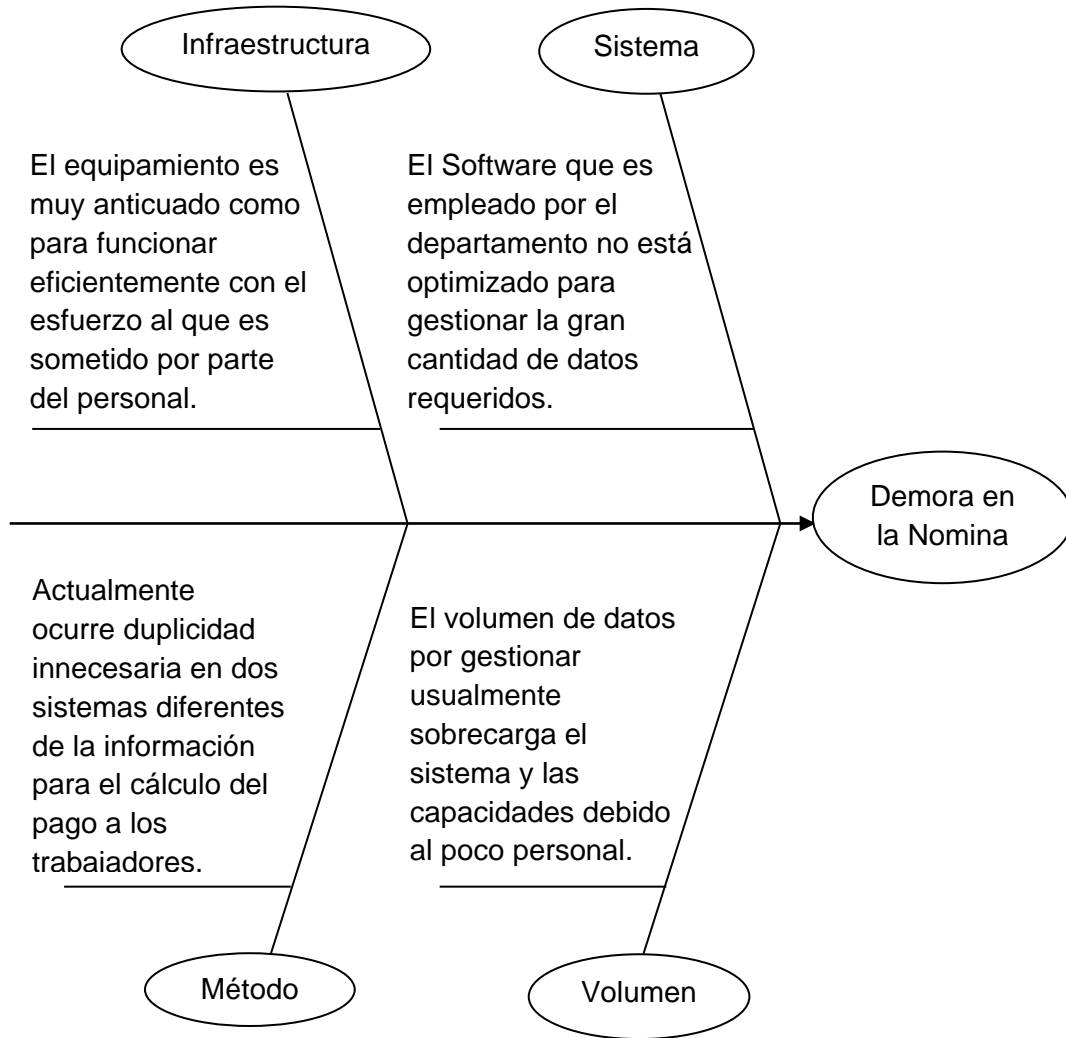 Infraestructura
Sistema
El equipamiento es
muy anticuado como
para funcionar
eficientemente con el
esfuerzo al que es
sometido por parte
del personal.
El Software que es
empleado por el
departamento no está
optimizado para
gestionar la gran
cantidad de datos
requeridos.
Demora en
la Nomina
Actualmente
ocurre duplicidad
innecesaria en dos
sistemas diferentes
de la información
para el cálculo del
pago a los
trabajadores.
El volumen de datos
por gestionar
usualmente
sobrecarga el
sistema y las
capacidades debido
al poco personal.
Método
Volumen